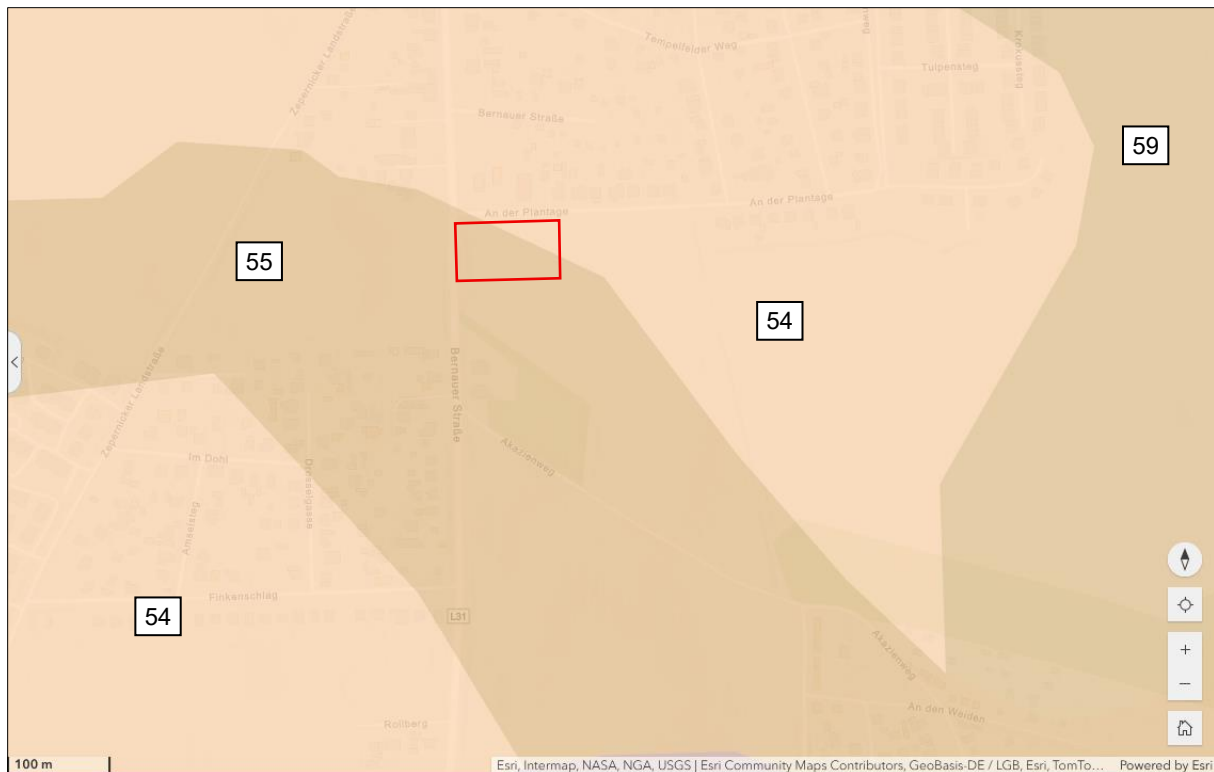 Zepernicker Landstraße
Tempelfelder Weg
Krokussteg
Tulpensteg
Bernauer Straße
59
An der Plantage
An der Plantage
55
54
Zepernicker Landstraße
Bernauer Straße
Akazienweg
Im Dohl
Drosselgasse
Amselsteg
Finkenschlag
54
L31
Akazienweg
An den Weiden
Rollberg
100 m
Esri, Intermap, NASA, NGA, USGS | Esri Community Maps Contributors, GeoBasis-DE / LGB, Esri, TomTo... Powered by Esri